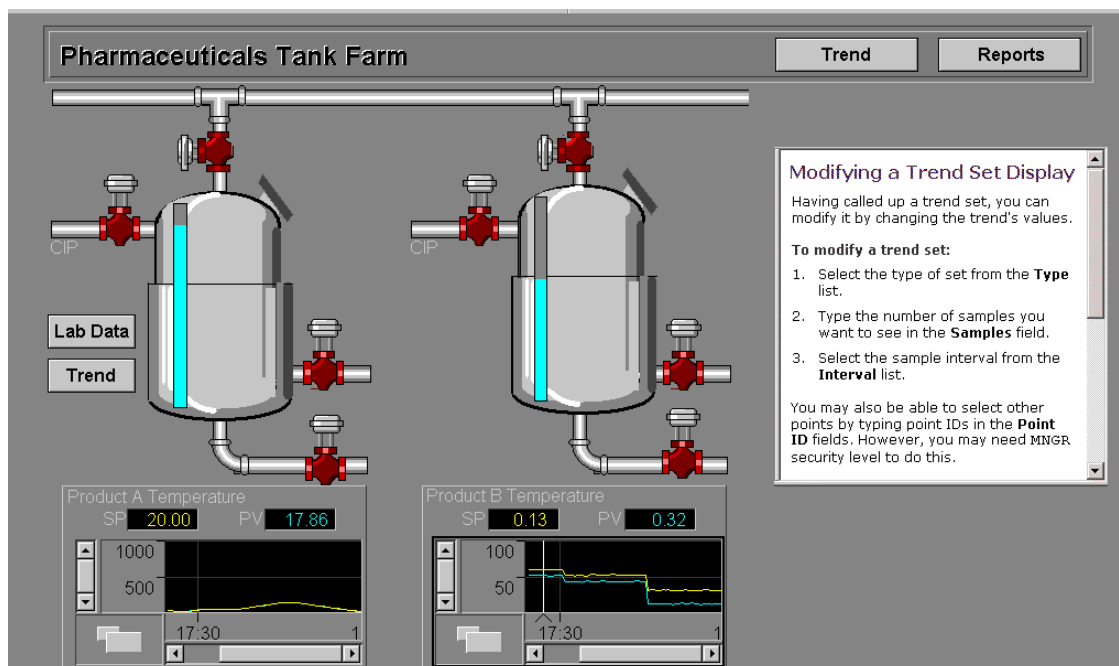 Pharmaceuticals Tank Farm
Trend
Reports
CIP
CIP
Lab Data
Trend
Modifying a Trend Set Display
Having called up a trend set, you can
modify it by changing the trend's values.
To modify a trend set:
1. Select the type of set from the Type
list.
2. Type the number of samples you
want to see in the Samples field.
3. Select the sample interval from the
Interval list.
You may also be able to select other
points by typing point IDs in the Point
ID fields. However, you may need MNGR
security level to do this.
Product A Temperature
SP 20.00 PV 17.86
1000
500
17:30 1
Product B Temperature
SP 0.13 PV 0.32
100
50
17:30 1